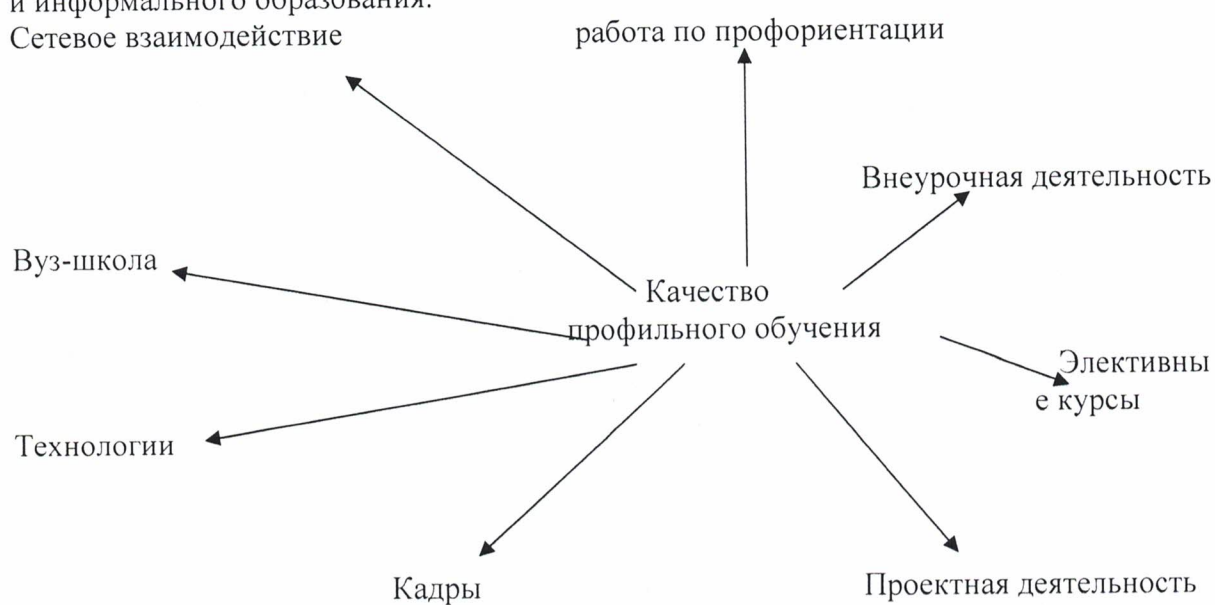 и информального образования.
Сетевое взаимодействие
работа по профориентации
Внеурочная деятельность
Вуз-школа
Качество
профильного обучения
Элективны
е курсы
Технологии
Кадры
Проектная деятельность